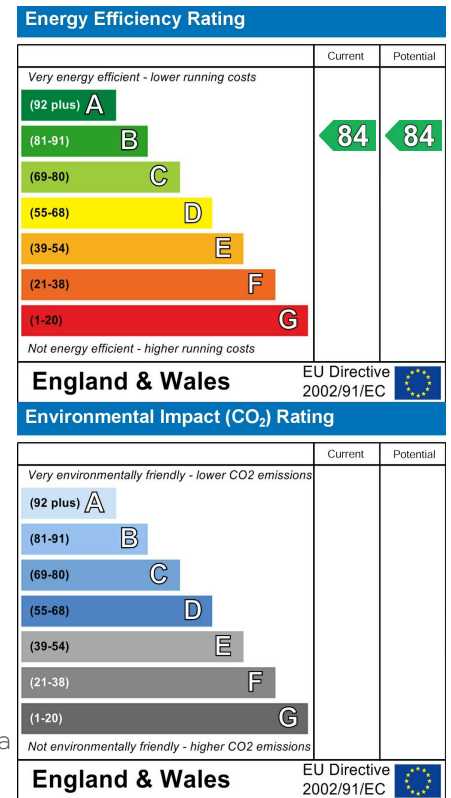 Energy Efficiency Rating
Current Potential
Very energy efficient - lower running costs
(92 plus) A
(81-91) B 84 84
(69-80) C
(55-68) D
(39-54) E
(21-38) F
(1-20) G
Not energy efficient - higher running costs
England & Wales EU Directive 2002/91/EC
Environmental Impact (CO₂) Rating
Current Potential
Very environmentally friendly - lower CO2 emissions
(92 plus) A
(81-91) B
(69-80) C
(55-68) D
(39-54) E
(21-38) F
(1-20) G
a
Not environmentally friendly - higher CO2 emissions
England & Wales EU Directive 2002/91/EC